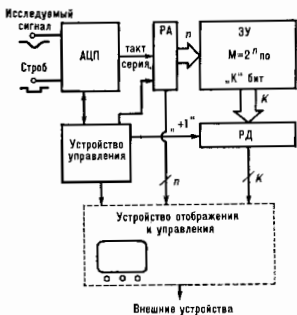 Исследуемый
сигнал
Строб
АЦП
такт
серия
РА
n
ЗУ
M=2ⁿ по
„К" бит
К
Устройство
управления
„+1"
РД
n
К
Устройство отображения
и управления
Внешние устройства